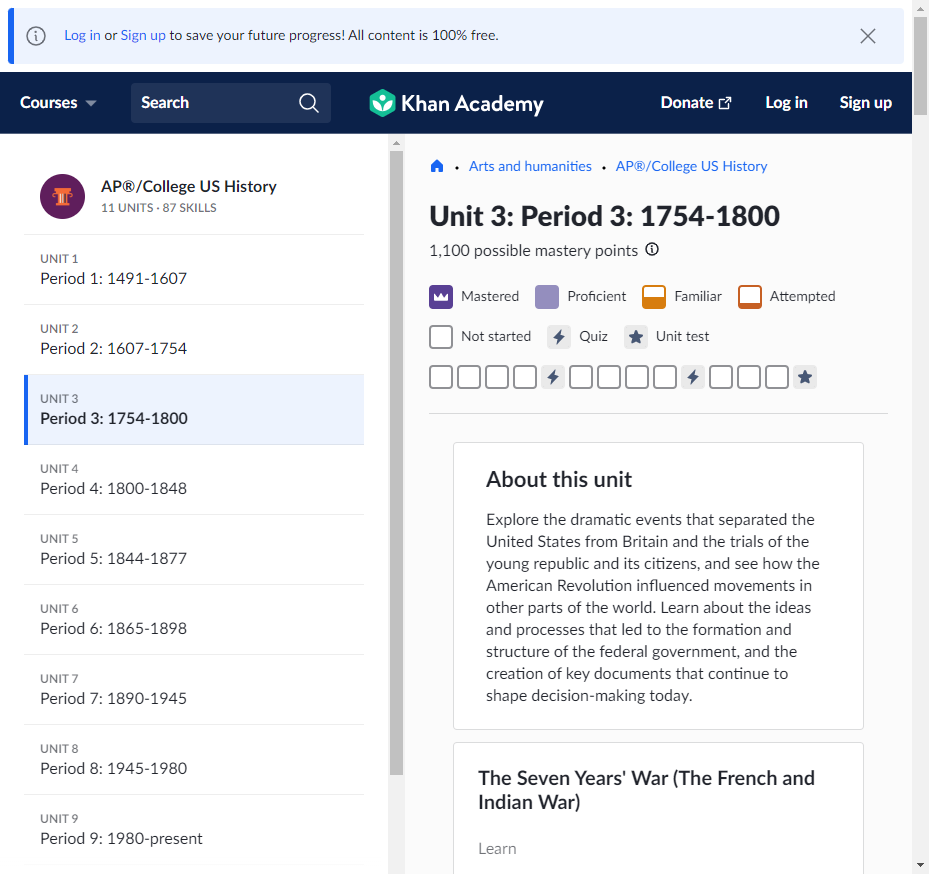 Log in or Sign up to save your future progress! All content is 100% free.
Courses
Search
Khan Academy
Donate
Log in
Sign up
AP®/College US History
11 UNITS · 87 SKILLS
UNIT 1
Period 1: 1491-1607
UNIT 2
Period 2: 1607-1754
UNIT 3
Period 3: 1754-1800
UNIT 4
Period 4: 1800-1848
UNIT 5
Period 5: 1844-1877
UNIT 6
Period 6: 1865-1898
UNIT 7
Period 7: 1890-1945
UNIT 8
Period 8: 1945-1980
UNIT 9
Period 9: 1980-present
Arts and humanities
AP®/College US History
Unit 3: Period 3: 1754-1800
1,100 possible mastery points
Mastered
Proficient
Familiar
Attempted
Not started
Quiz
Unit test
About this unit
Explore the dramatic events that separated the
United States from Britain and the trials of the
young republic and its citizens, and see how the
American Revolution influenced movements in
other parts of the world. Learn about the ideas
and processes that led to the formation and
structure of the federal government, and the
creation of key documents that continue to
shape decision-making today.
The Seven Years' War (The French and
Indian War)
Learn